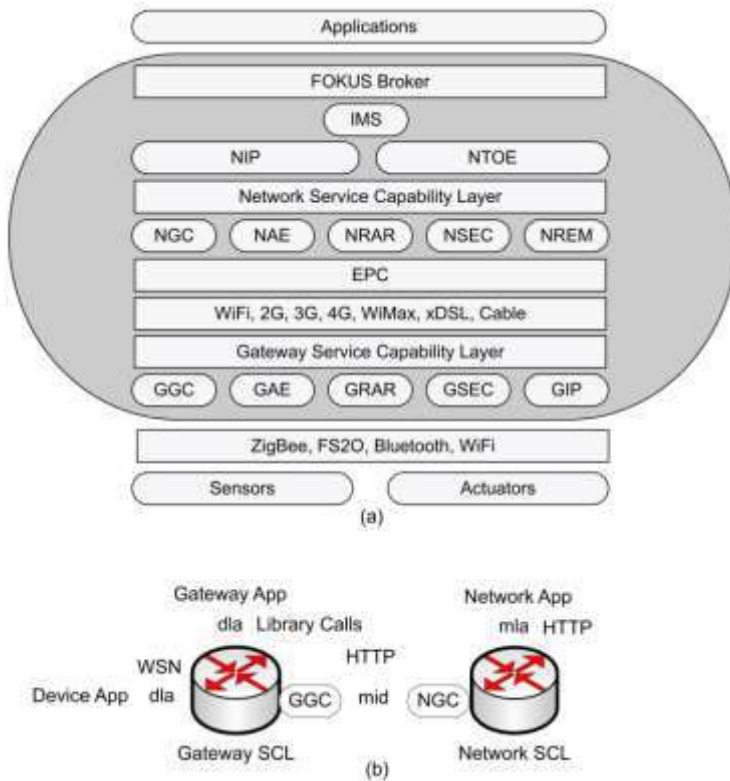 Applications
FOKUS Broker
IMS
NIP NTOE
Network Service Capability Layer
NGC NAE NRAR NSEC NREM
EPC
WiFi, 2G, 3G, 4G, WiMax, xDSL, Cable
Gateway Service Capability Layer
GGC GAE GRAR GSEC GIP
ZigBee, FS2O, Bluetooth, WiFi
Sensors Actuators
(a)
Gateway App Network App
dla Library Calls mla HTTP
HTTP
WSN
Device App dla GGC mid NGC
Gateway SCL Network SCL
(b)